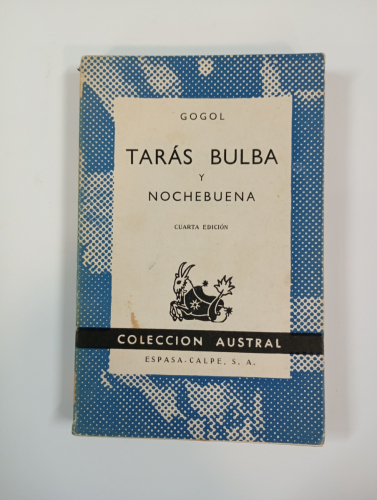 GOGOL
TARÁS BULBA
Y
NOCHEBUENA
CUARTA EDICIÓN
COLECCION AUSTRAL
ESPASA-CALPE, S. A.